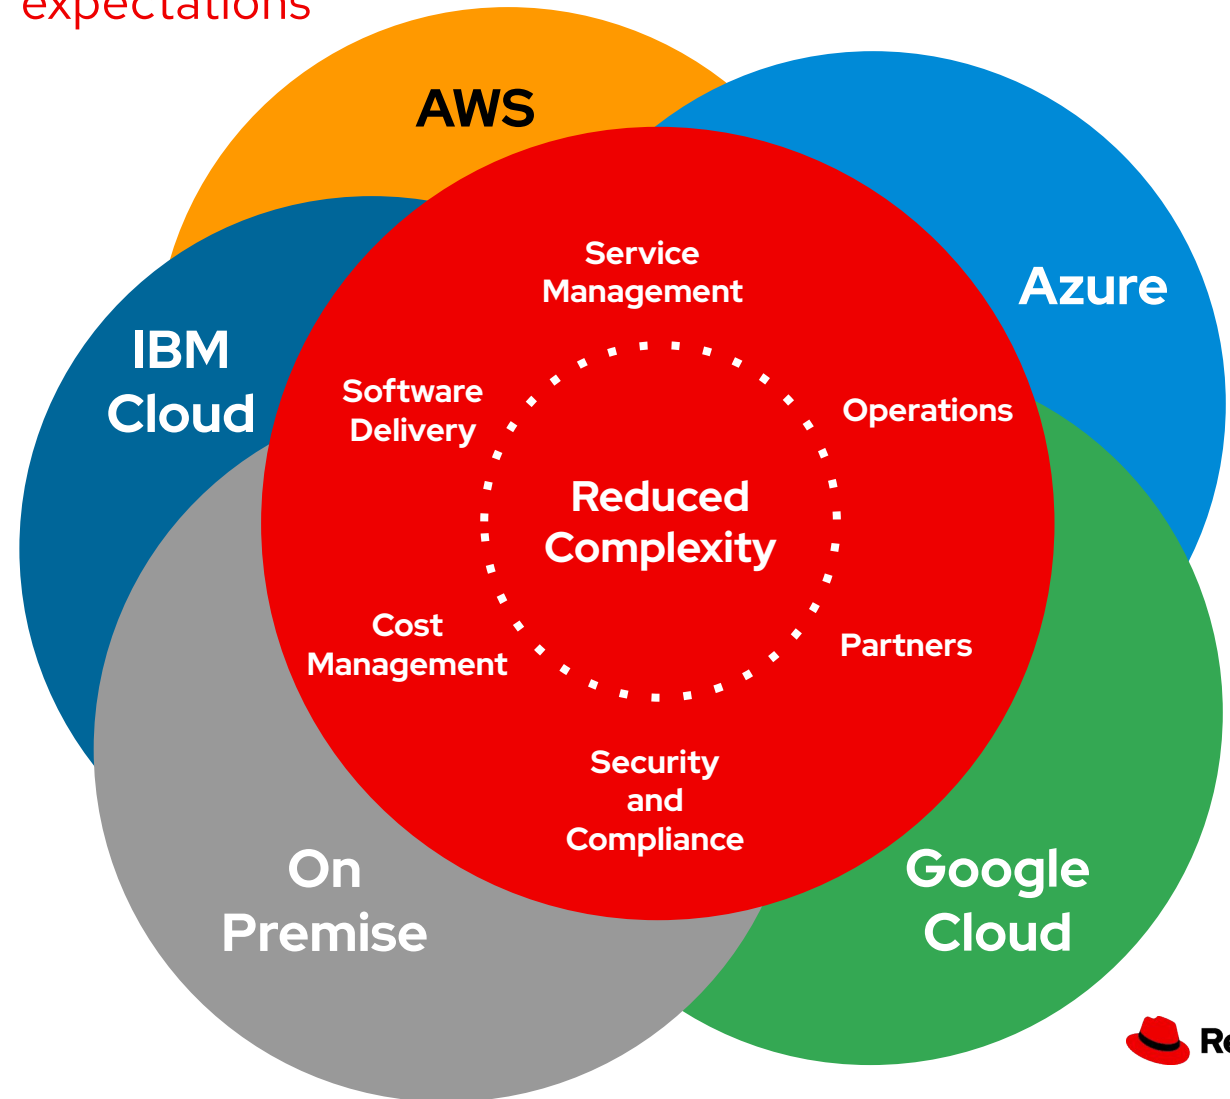 expectations
AWS
Azure
IBM
Cloud
Service
Management
Software
Delivery
Operations
Reduced
Complexity
Cost
Management
Partners
Security
and
Compliance
On
Premise
Google
Cloud
Re